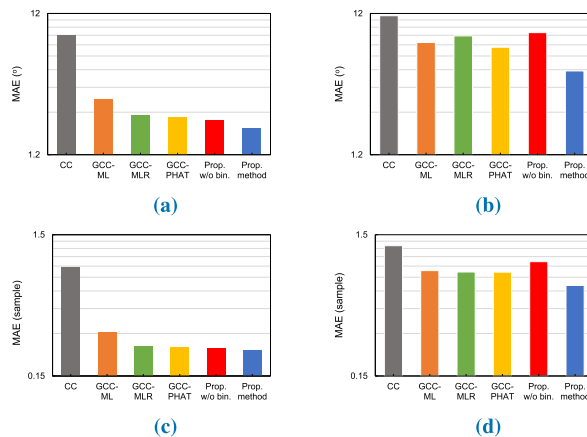 12
MAE (°)
1.2
CC
GCC-
ML
GCC-
MLR
GCC-
PHAT
Prop.
w/o bin.
Prop.
method
(a)
12
MAE (°)
1.2
CC
GCC-
ML
GCC-
MLR
GCC-
PHAT
Prop.
w/o bin.
Prop.
method
(b)
1.5
MAE (sample)
0.15
CC
GCC-
ML
GCC-
MLR
GCC-
PHAT
Prop.
w/o bin.
Prop.
method
(c)
1.5
MAE (sample)
0.15
CC
GCC-
ML
GCC-
MLR
GCC-
PHAT
Prop.
w/o bin.
Prop.
method
(d)